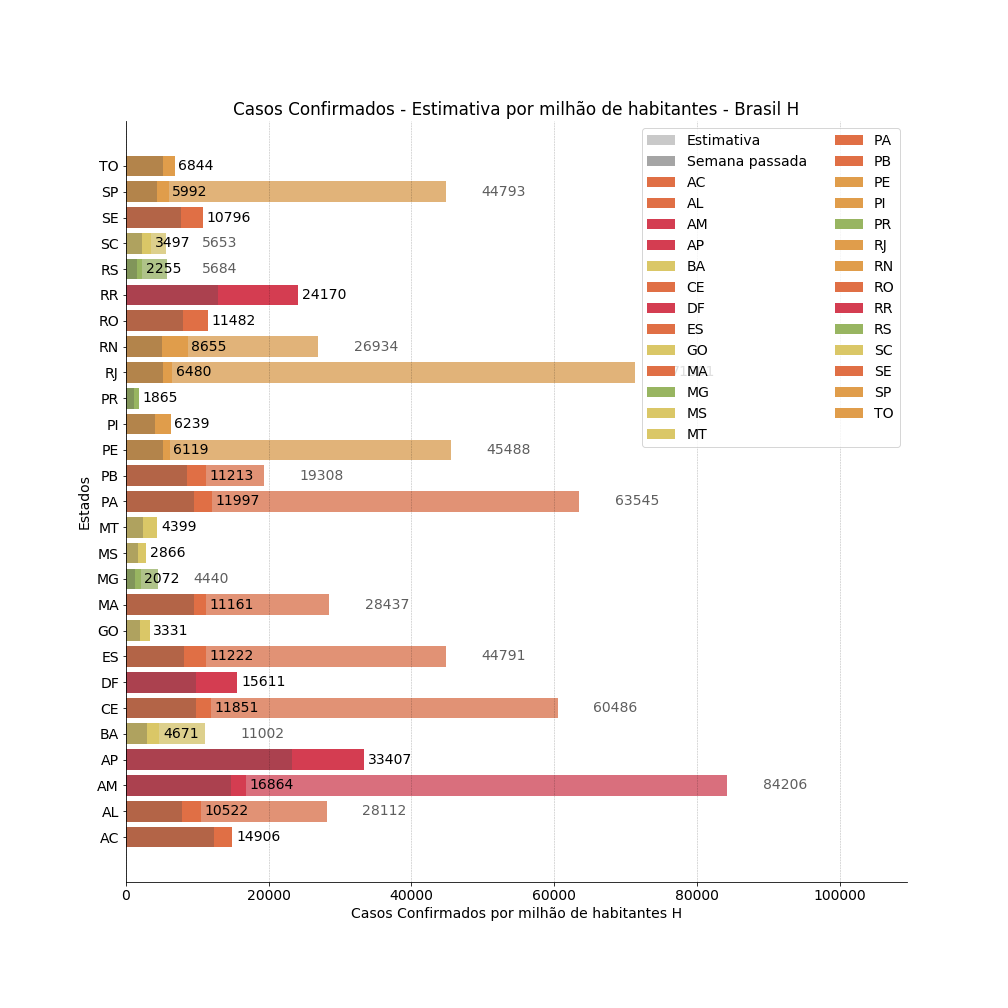 Casos Confirmados - Estimativa por milhão de habitantes - Brasil H
Estimativa
Semana passada
AC
AL
AM
AP
BA
CE
DF
ES
GO
MA
MG
MS
MT
PA
PB
PE
PI
PR
RJ
RN
RO
RR
RS
SC
SE
SP
TO
Estados
TO 6844
SP 5992 44793
SE 10796
SC 3497 5653
RS 2255 5684
RR 24170
RO 11482
RN 8655 26934
RJ 6480
PR 1865
PI 6239
PE 6119 45488
PB 11213 19308
PA 11997 63545
MT 4399
MS 2866
MG 2072 4440
MA 11161 28437
GO 3331
ES 11222 44791
DF 15611
CE 11851 60486
BA 4671 11002
AP 33407
AM 16864 84206
AL 10522 28112
AC 14906
0 20000 40000 60000 80000 100000
Casos Confirmados por milhão de habitantes H